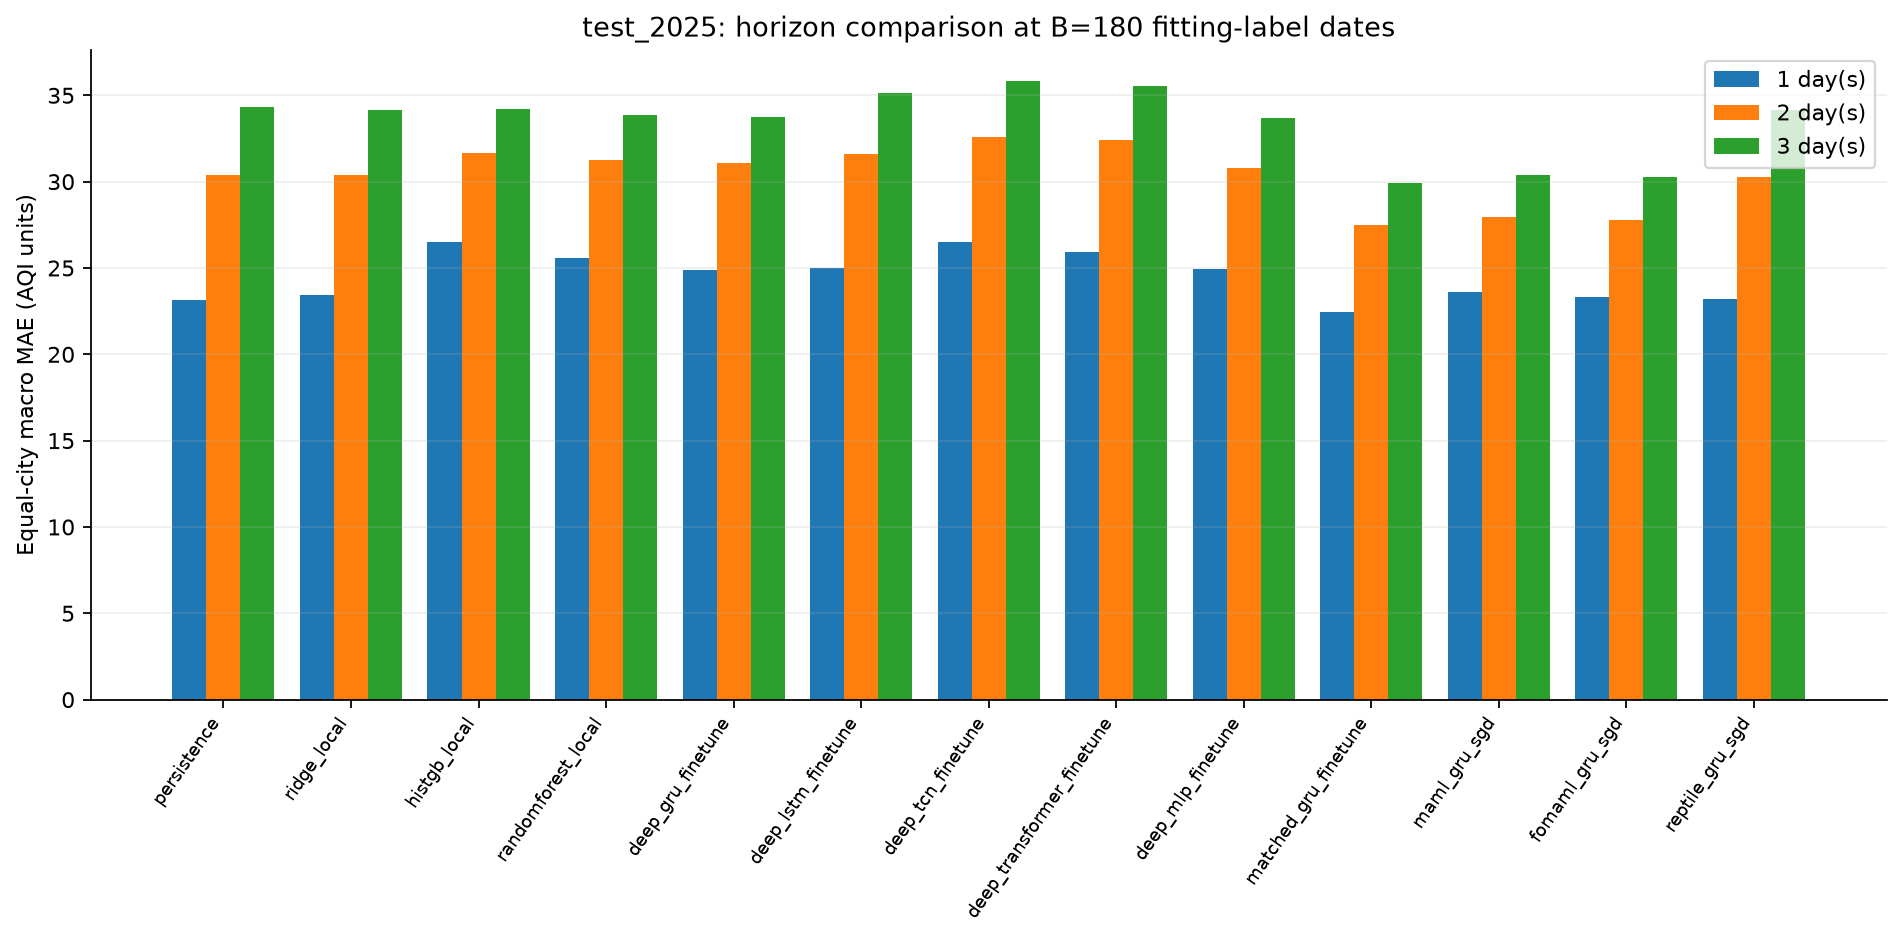 test_2025: horizon comparison at B=180 fitting-label dates
1 day(s)
2 day(s)
3 day(s)
Equal-city macro MAE (AQI units)
35
30
25
20
15
10
5
0
persistence
ridge_local
histgb_local
randomforest_local
deep_gru_finetune
deep_lstm_finetune
deep_tcn_finetune
deep_transformer_finetune
deep_mlp_finetune
matched_gru_finetune
maml_gru_sgd
fomaml_gru_sgd
reptile_gru_sgd